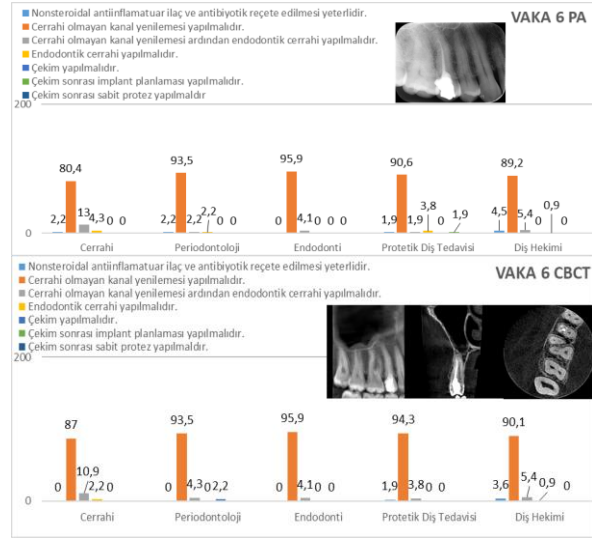 Nonsteroidal antiinflamatuar ilaç ve antibiyotik reçete edilmesi yeterlidir.
VAKA 6 PA
Cerrahi olmayan kanal yenilemesi yapılmalıdır.
Cerrahi olmayan kanal yenilemesi ardından endodontik cerrahi yapılmalıdır.
Endodontik cerrahi yapılmalıdır.
Çekim yapılmalıdır.
Çekim sonrası implant planlaması yapılmalıdır.
Çekim sonrası sabit protez yapılmaldır
200
80,4 93,5 95,9 90,6 89,2
2,2 13 4,3 0 0 2,2 2,2 2,2 0 0 0 4,1 0 0 0 1,9 1,9 3,8 0 1,9 4,5 5,4 0 0,9 0
0
Cerrahi Periodontoloji Endodonti Protetik Diş Tedavisi Diş Hekimi
Nonsteroidal antiinflamatuar ilaç ve antibiyotik reçete edilmesi yeterlidir.
VAKA 6 CBCT
Cerrahi olmayan kanal yenilemesi yapılmalıdır.
Cerrahi olmayan kanal yenilemesi ardından endodontik cerrahi yapılmalıdır.
Endodontik cerrahi yapılmalıdır.
Çekim yapılmalıdır.
Çekim sonrası implant planlaması yapılmalıdır.
Çekim sonrası sabit protez yapılmaldır.
200
87 93,5 95,9 94,3 90,1
0 10,9 2,2 0 0 4,3 0 2,2 0 4,1 0 0 1,9 3,8 0 0 3,6 5,4 0,9 0
0
Cerrahi Periodontoloji Endodonti Protetik Diş Tedavisi Diş Hekimi